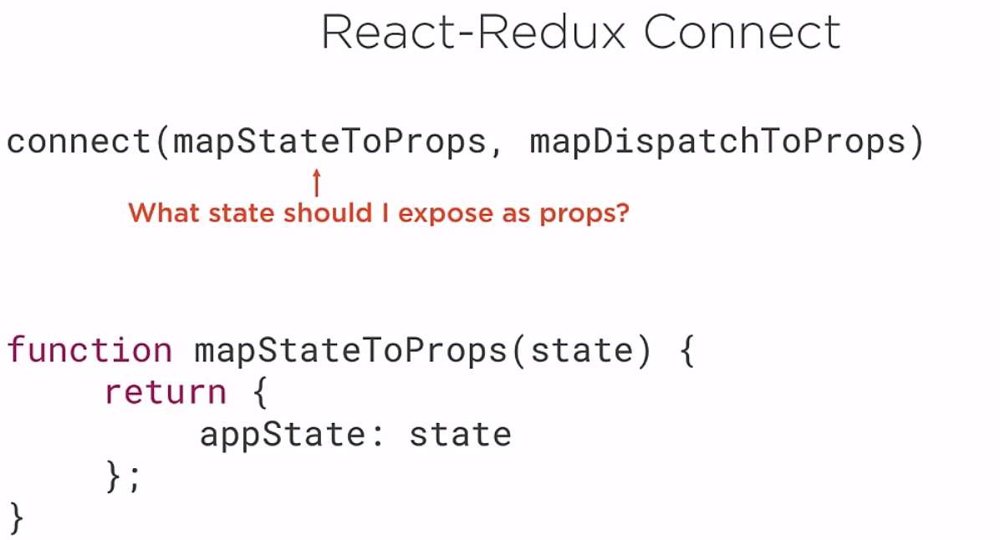 React-Redux Connect
connect(mapStateToProps, mapDispatchToProps)
What state should I expose as props?
function mapStateToProps(state) {
return {
appState: state
};
}